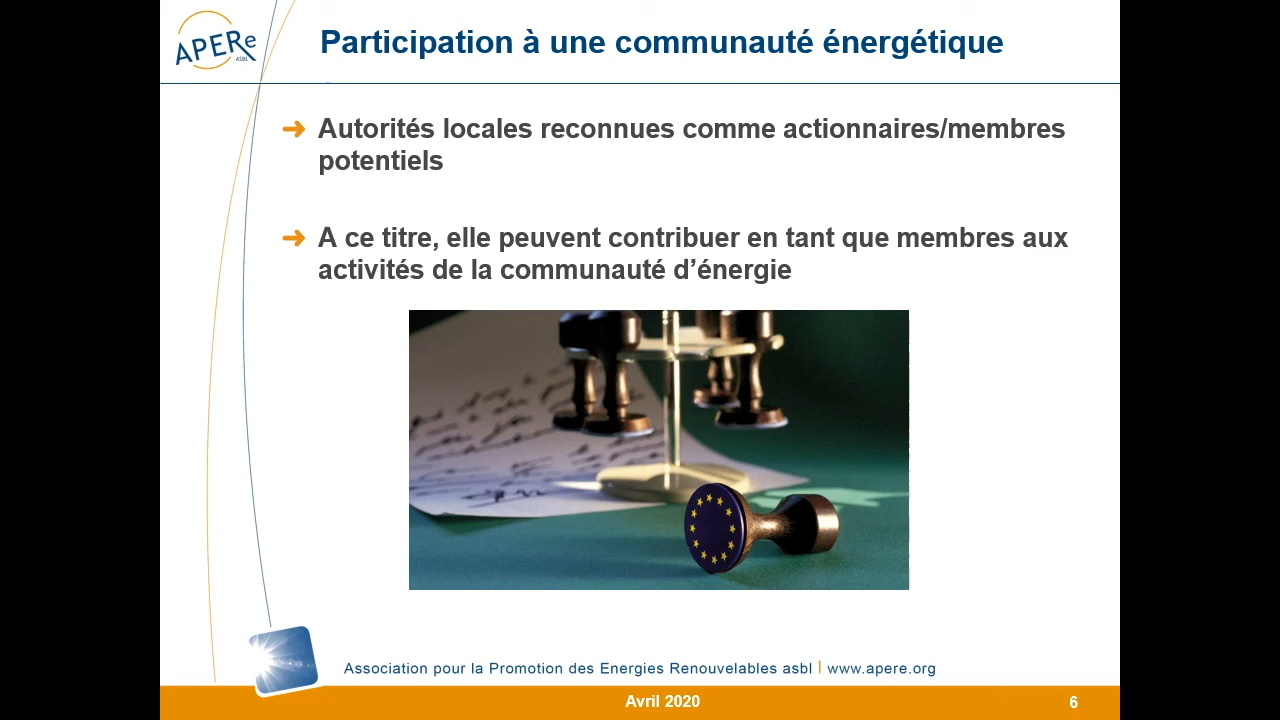 APERe
ASBL
Participation à une communauté énergétique
Autorités locales reconnues comme actionnaires/membres
potentiels
A ce titre, elle peuvent contribuer en tant que membres aux
activités de la communauté d’énergie
Association pour la Promotion des Energies Renouvelables asbl | www.apere.org
Avril 2020
6